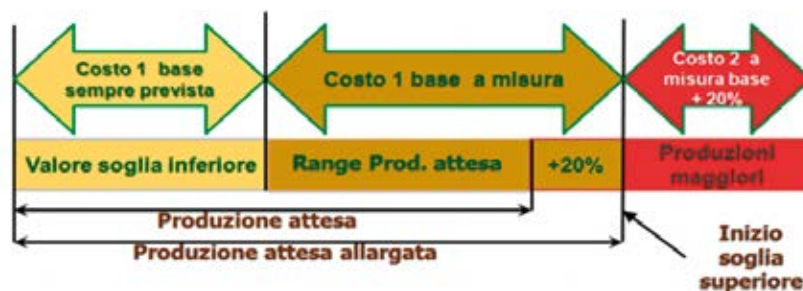 Costo 1 base
sempre prevista
Costo 1 base a misura
Costo 2 a
misura base
+ 20%
Valore soglia inferiore
Range Prod. attesa
+20%
Produzioni
maggiori
Produzione attesa
Produzione attesa allargata
Inizio
soglia
superiore